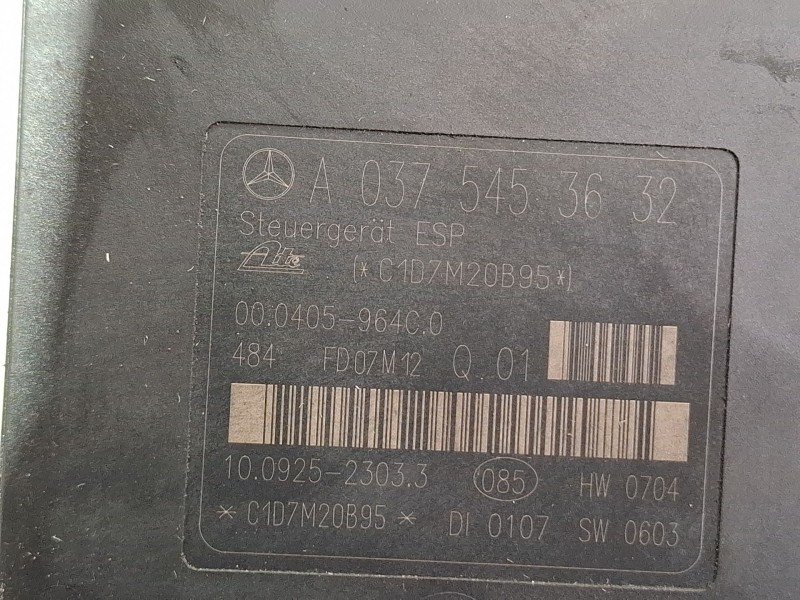 A 037 545 36 32
Steuergerät ESP
Ate (*C1D7M20B95*)
00.0405-964C.0
484 FD07M12 Q 01
10.0925-2303.3 085 HW 0704
* C1D7M20B95 * DI 0107 SW 0603